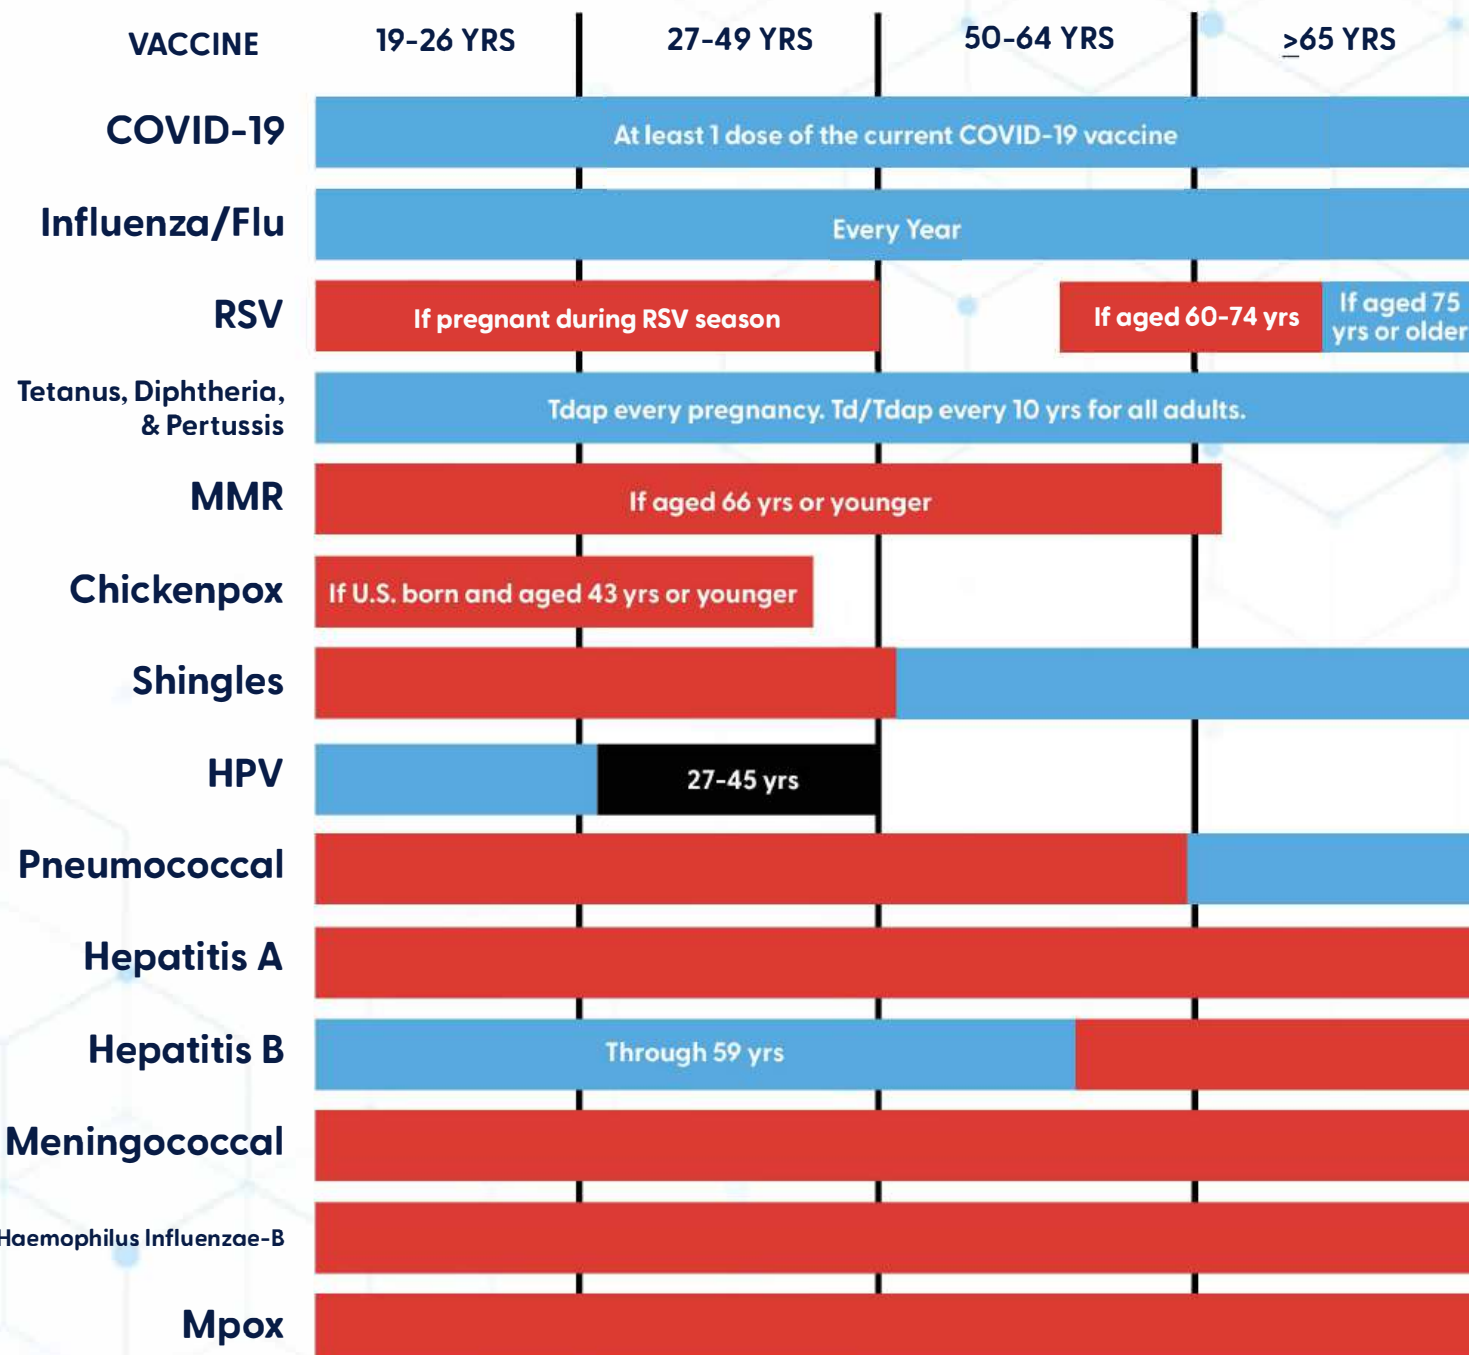 VACCINE 19-26 YRS 27-49 YRS 50-64 YRS ≥65 YRS
COVID-19 At least 1 dose of the current COVID-19 vaccine
Influenza/Flu Every Year
RSV If pregnant during RSV season If aged 60-74 yrs If aged 75
yrs or older
Tetanus, Diphtheria,
& Pertussis Tdap every pregnancy. Td/Tdap every 10 yrs for all adults.
MMR If aged 66 yrs or younger
Chickenpox If U.S. born and aged 43 yrs or younger
Shingles
HPV 27-45 yrs
Pneumococcal
Hepatitis A
Hepatitis B Through 59 yrs
Meningococcal
Haemophilus Influenzae-B
Mpox